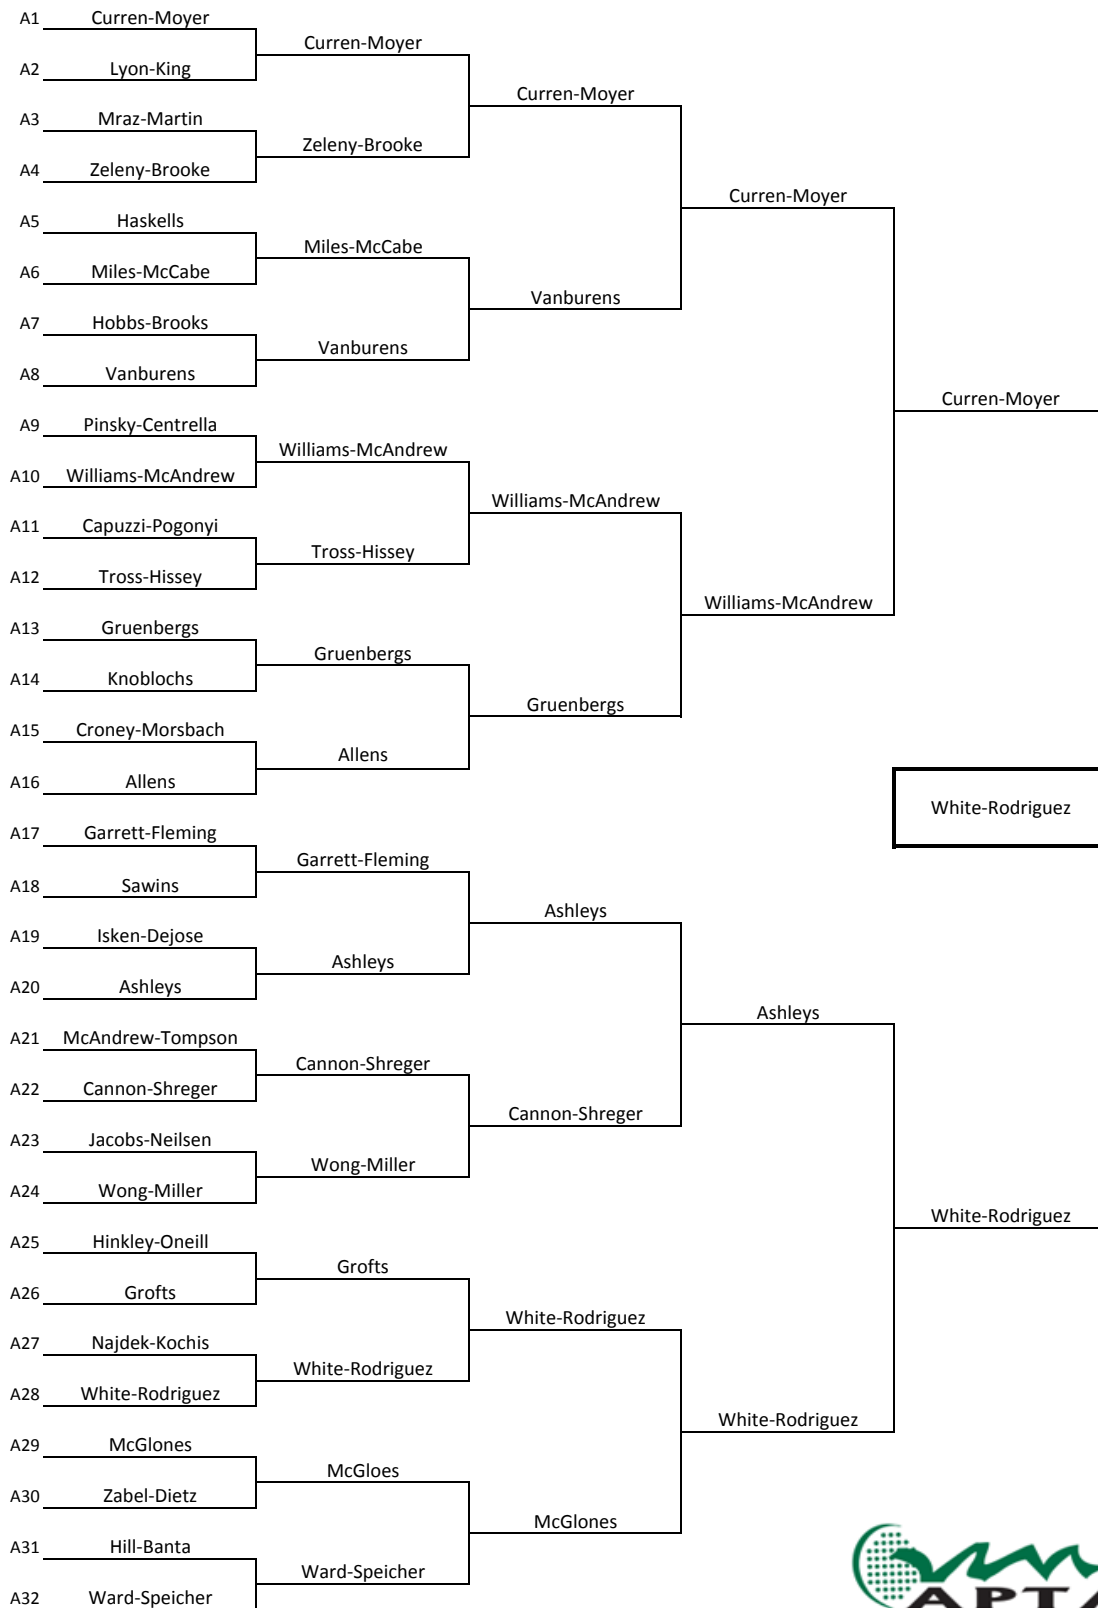 A1 Curren-Moyer
Curren-Moyer
A2 Lyon-King
Curren-Moyer
A3 Mraz-Martin
Zeleny-Brooke
A4 Zeleny-Brooke
Curren-Moyer
A5 Haskells
Miles-McCabe
A6 Miles-McCabe
Vanburens
A7 Hobbs-Brooks
Vanburens
A8 Vanburens
Curren-Moyer
A9 Pinsky-Centrella
Williams-McAndrew
A10 Williams-McAndrew
Williams-McAndrew
A11 Capuzzi-Pogonyi
Tross-Hissey
A12 Tross-Hissey
Williams-McAndrew
A13 Gruenbergs
Gruenbergs
A14 Knoblochs
Gruenbergs
A15 Croney-Morsbach
Allens
A16 Allens
White-Rodriguez
A17 Garrett-Fleming
Garrett-Fleming
A18 Sawins
Ashleys
A19 Isken-Dejose
Ashleys
A20 Ashleys
Ashleys
A21 McAndrew-Tompson
Cannon-Shreger
A22 Cannon-Shreger
Cannon-Shreger
A23 Jacobs-Neilsen
Wong-Miller
A24 Wong-Miller
White-Rodriguez
A25 Hinkley-Oneill
Grofts
A26 Grofts
White-Rodriguez
A27 Najdek-Kochis
White-Rodriguez
A28 White-Rodriguez
White-Rodriguez
A29 McGlones
McGloes
A30 Zabel-Dietz
McGlones
A31 Hill-Banta
Ward-Speicher
A32 Ward-Speicher
APTA